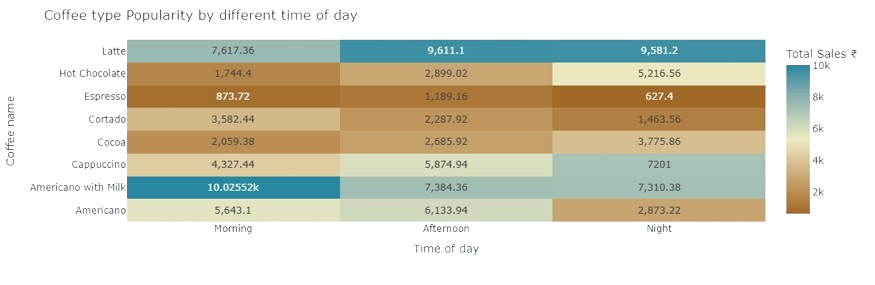 Coffee type Popularity by different time of day
Latte 7,617.36 9,611.1 9,581.2
Hot Chocolate 1,744.4 2,899.02 5,216.56
Espresso 873.72 1,189.16 627.4
Cortado 3,582.44 2,287.92 1,463.56
Cocoa 2,059.38 2,685.92 3,775.86
Cappuccino 4,327.44 5,874.94 7201
Americano with Milk 10.02552k 7,384.36 7,310.38
Americano 5,643.1 6,133.94 2,873.22
Morning Afternoon Night
Time of day
Coffee name
Total Sales ₹
10k
8k
6k
4k
2k